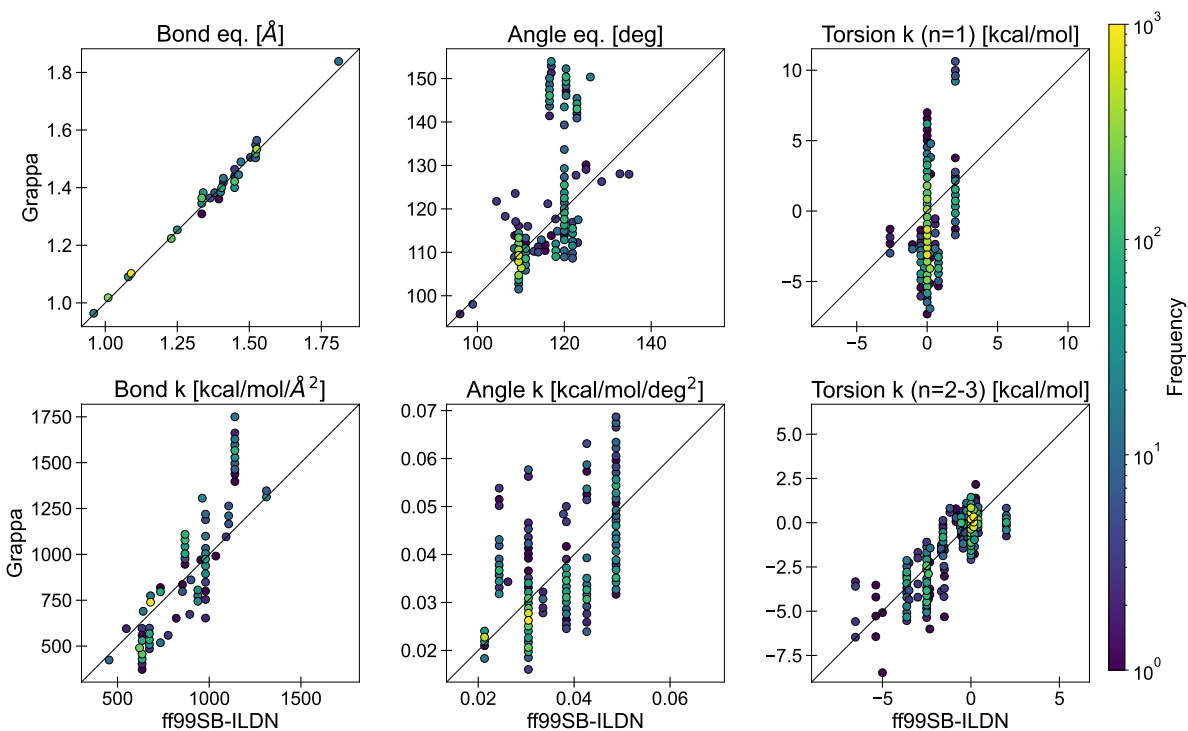 Bond eq. [Å]
Angle eq. [deg]
Torsion k (n=1) [kcal/mol]
10³
1.8
150
10
1.6
140
5
130
1.4
120
0
1.2
110
−5
1.0
100
Grappa
1.00 1.25 1.50 1.75
100 120 140
−5 0 5 10
10²
Frequency
Bond k [kcal/mol/Å²]
Angle k [kcal/mol/deg²]
Torsion k (n=2-3) [kcal/mol]
1750
0.07
5.0
1500
0.06
2.5
10¹
1250
0.05
0.0
1000
0.04
−2.5
750
0.03
−5.0
500
0.02
−7.5
10⁰
Grappa
500 1000 1500
0.02 0.04 0.06
−5 0 5
ff99SB-ILDN
ff99SB-ILDN
ff99SB-ILDN